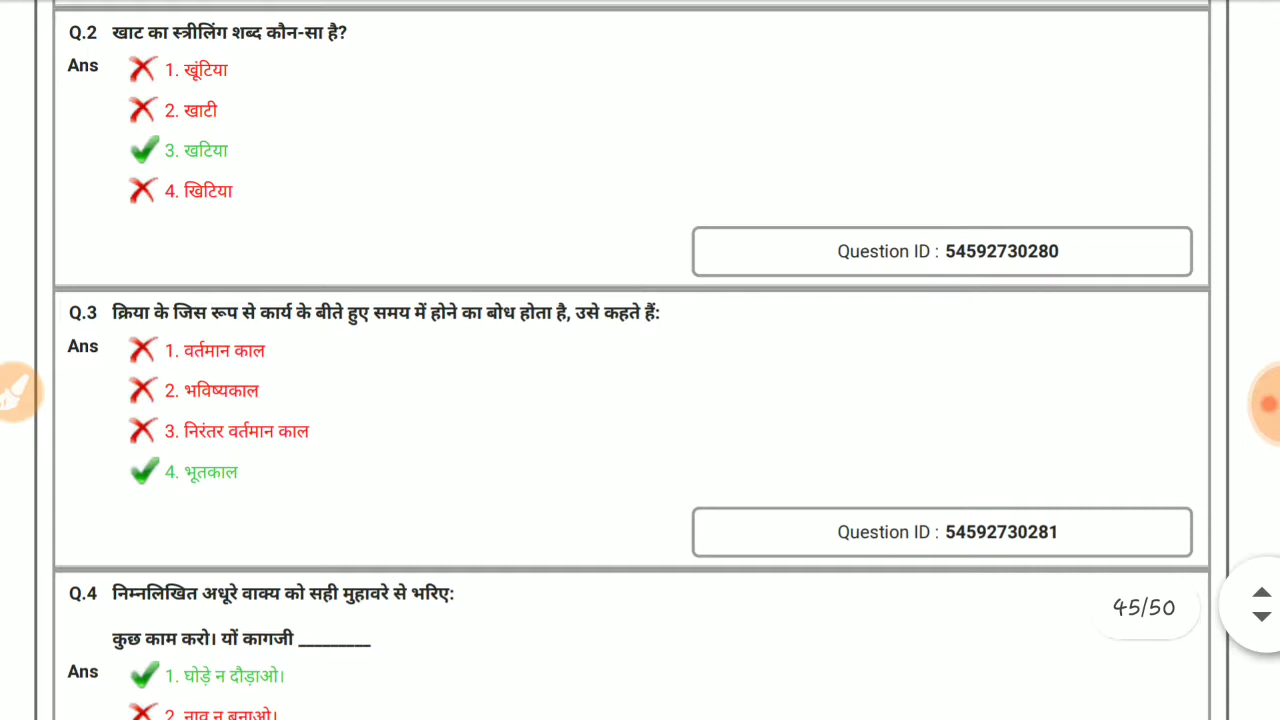 Q.2 खाट का स्त्रीलिंग शब्द कौन-सा है?
Ans 1. खूंटिया
2. खाटी
3. खटिया
4. खिटिया
Question ID : 54592730280
Q.3 क्रिया के जिस रूप से कार्य के बीते हुए समय में होने का बोध होता है, उसे कहते हैं:
Ans 1. वर्तमान काल
2. भविष्यकाल
3. निरंतर वर्तमान काल
4. भूतकाल
Question ID : 54592730281
Q.4 निम्नलिखित अधूरे वाक्य को सही मुहावरे से भरिए:
45/50
कुछ काम करो। यों कागजी ________
Ans 1. घोड़े न दौड़ाओ।
2. नाव न बनाओ।